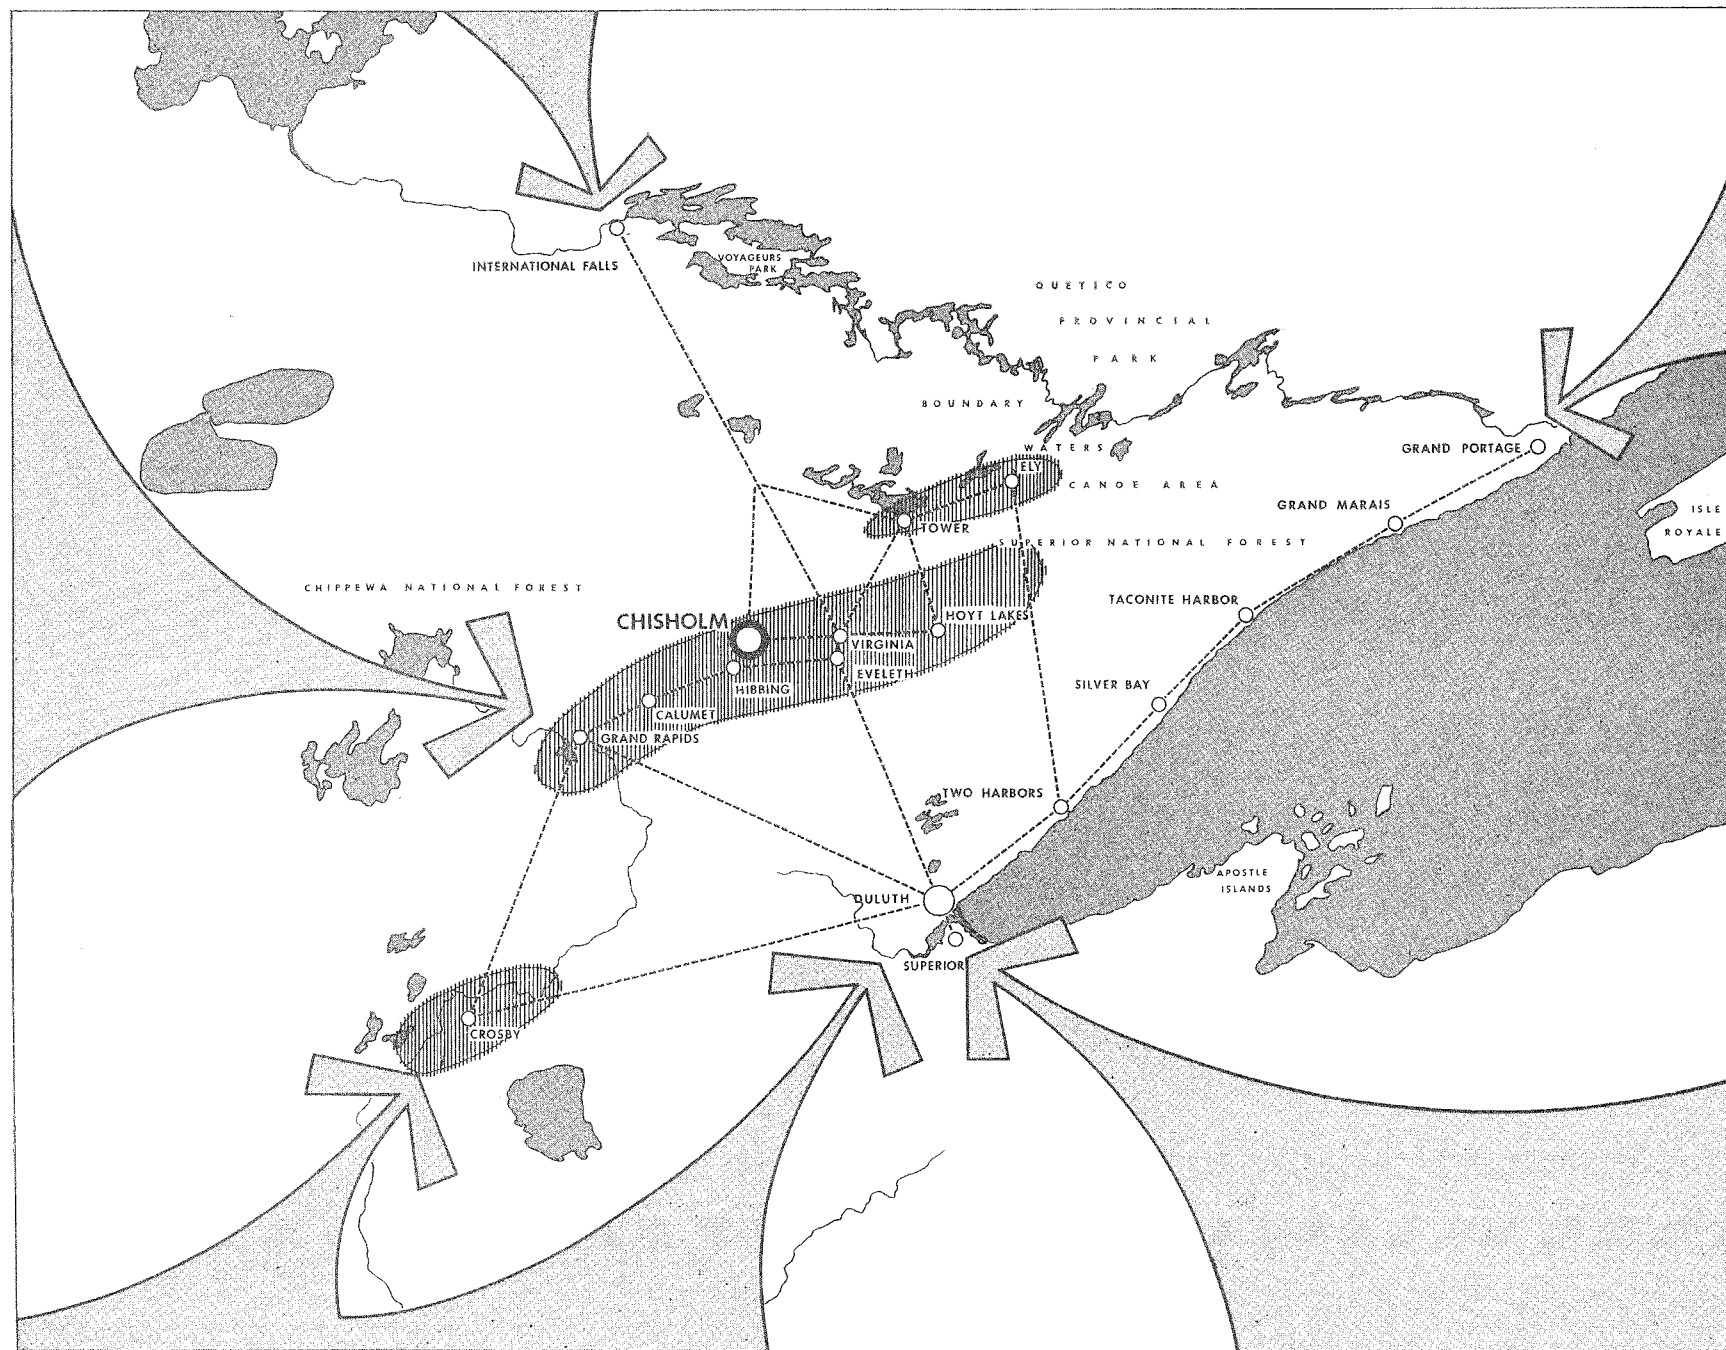 INTERNATIONAL FALLS
VOYAGEURS
PARK
QUETICO
PROVINCIAL
PARK
BOUNDARY
WATERS
CANOE AREA
GRAND PORTAGE
ELY
GRAND MARAIS
ISLE
ROYALE
TOWER
SUPERIOR NATIONAL FOREST
CHIPPEWA NATIONAL FOREST
TACONITE HARBOR
CHISHOLM
HOYT LAKES
VIRGINIA
EVELETH
SILVER BAY
HIBBING
CALUMET
GRAND RAPIDS
TWO HARBORS
APOSTLE
ISLANDS
DULUTH
SUPERIOR
CROSBY